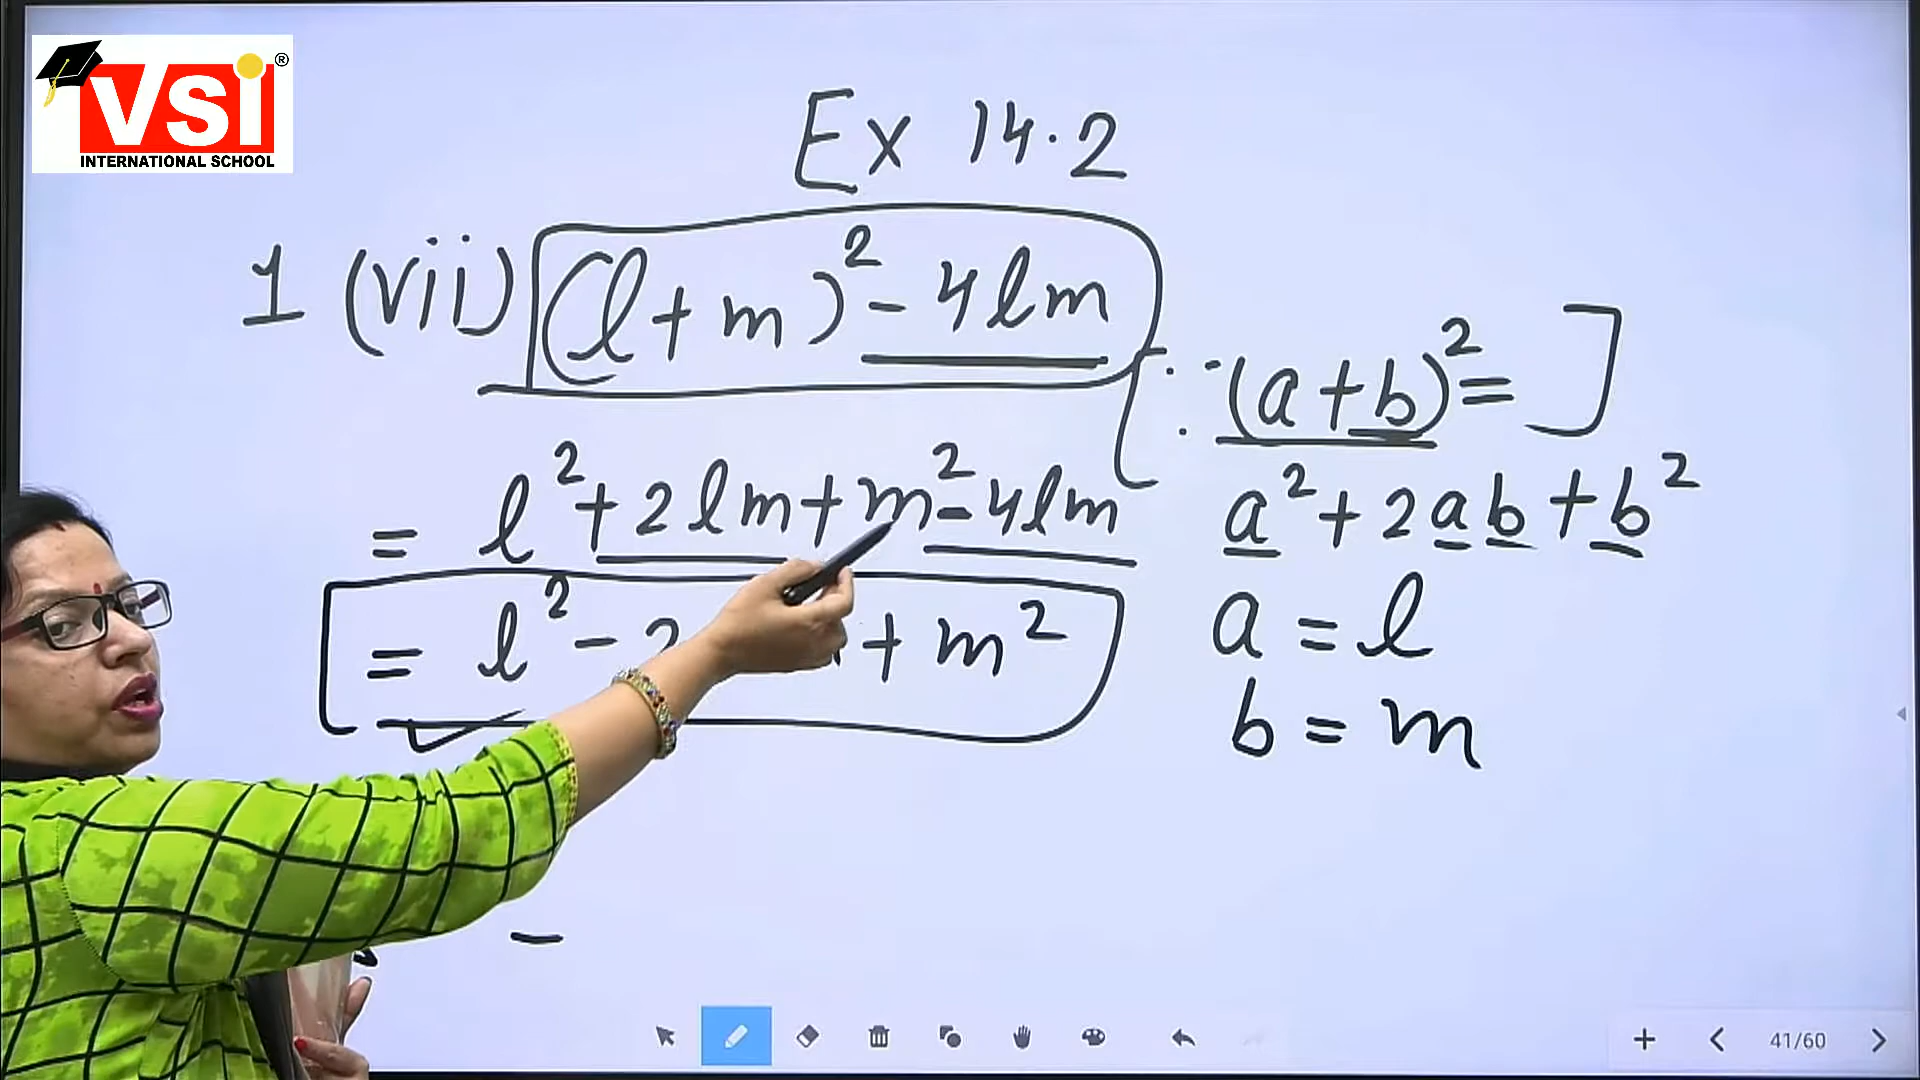 VSI ®
INTERNATIONAL SCHOOL
Ex 14.2
1 (vii) (l+m)² - 4lm
[∵ (a+b)² = ]
a² + 2ab + b²
= l² + 2lm + m² - 4lm
= l² - 2 + m²
a = l
b = m
41/60